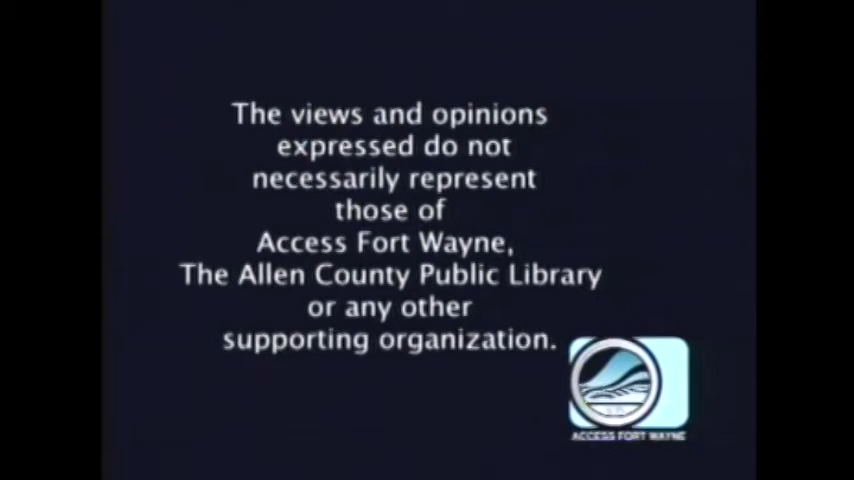 The views and opinions
expressed do not
necessarily represent
those of
Access Fort Wayne,
The Allen County Public Library
or any other
supporting organization.
ACCESS FORT WAYNE